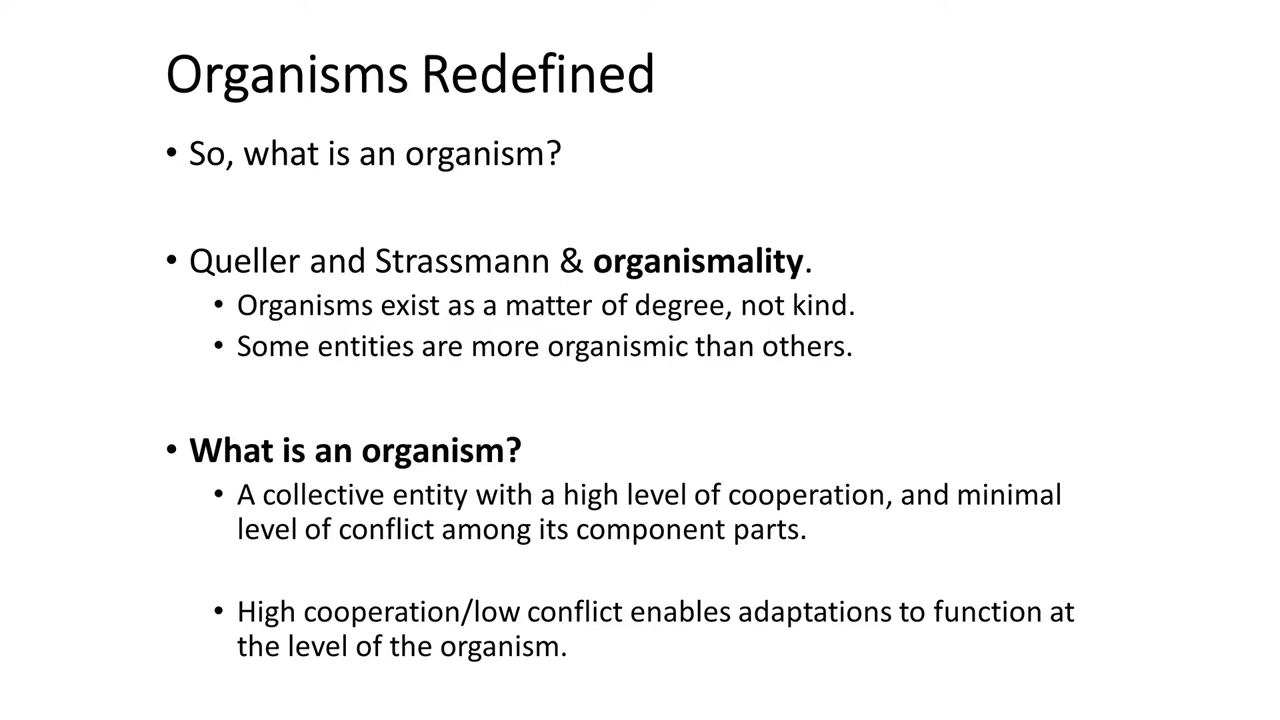 Organisms Redefined
• So, what is an organism?
• Queller and Strassmann & organismality.
• Organisms exist as a matter of degree, not kind.
• Some entities are more organismic than others.
• What is an organism?
• A collective entity with a high level of cooperation, and minimal
level of conflict among its component parts.
• High cooperation/low conflict enables adaptations to function at
the level of the organism.